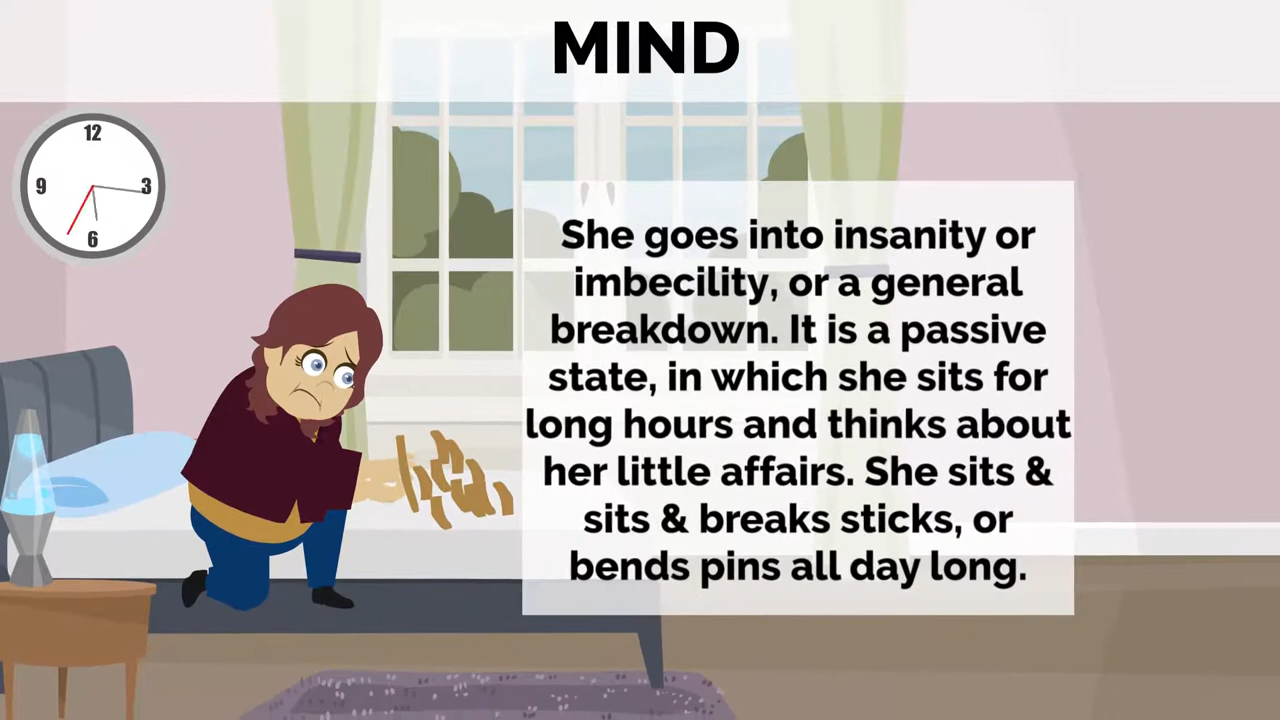 MIND
12
9
3
6
She goes into insanity or
imbecility, or a general
breakdown. It is a passive
state, in which she sits for
long hours and thinks about
her little affairs. She sits &
sits & breaks sticks, or
bends pins all day long.